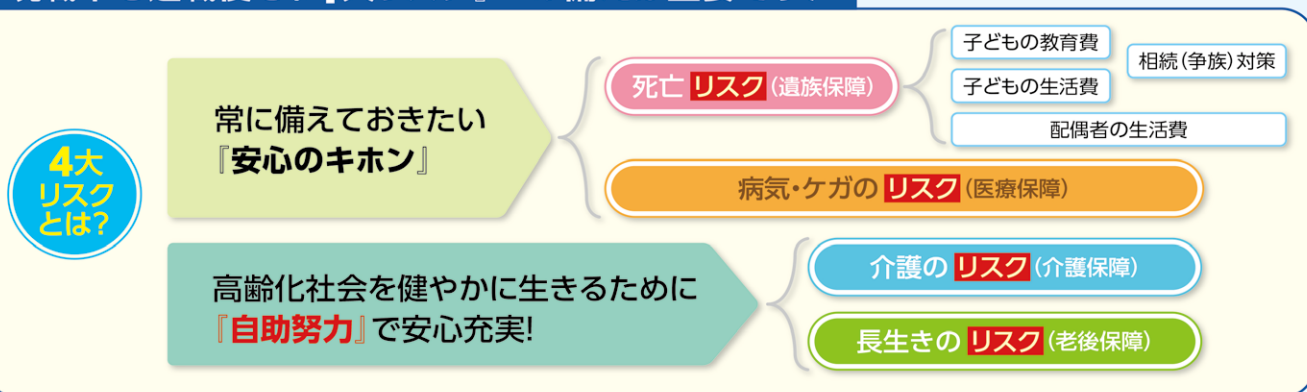 4大
リスク
とは?
常に備えておきたい
『安心のキホン』
死亡 リスク (遺族保障)
子どもの教育費
子どもの生活費
相続(争族)対策
配偶者の生活費
病気・ケガの リスク (医療保障)
高齢化社会を健やかに生きるために
『自助努力』で安心充実!
介護の リスク (介護保障)
長生きの リスク (老後保障)